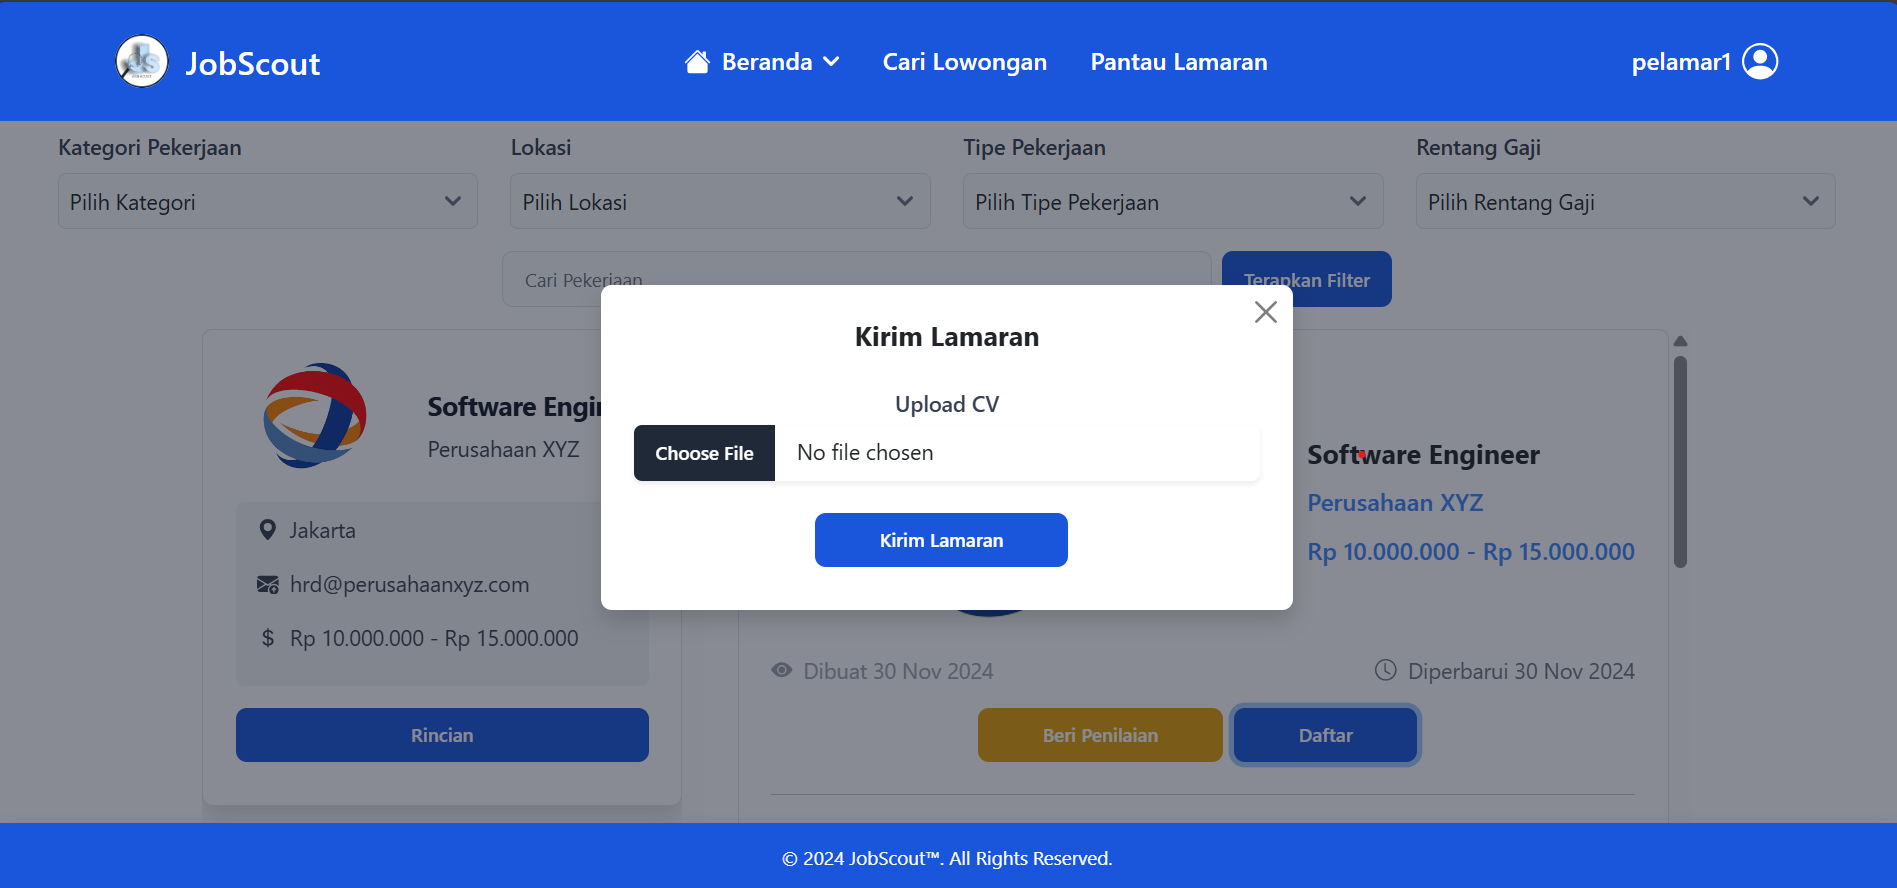 JobScout
Beranda
Cari Lowongan
Pantau Lamaran
pelamar1
Kategori Pekerjaan
Lokasi
Tipe Pekerjaan
Rentang Gaji
Pilih Kategori
Pilih Lokasi
Pilih Tipe Pekerjaan
Pilih Rentang Gaji
Cari Pekerjaan
Terapkan Filter
Kirim Lamaran
Upload CV
Choose File
No file chosen
Kirim Lamaran
Software Engin
Perusahaan XYZ
Jakarta
hrd@perusahaanxyz.com
$ Rp 10.000.000 - Rp 15.000.000
Rincian
Software Engineer
Perusahaan XYZ
Rp 10.000.000 - Rp 15.000.000
Dibuat 30 Nov 2024
Diperbarui 30 Nov 2024
Beri Penilaian
Daftar
© 2024 JobScout™. All Rights Reserved.